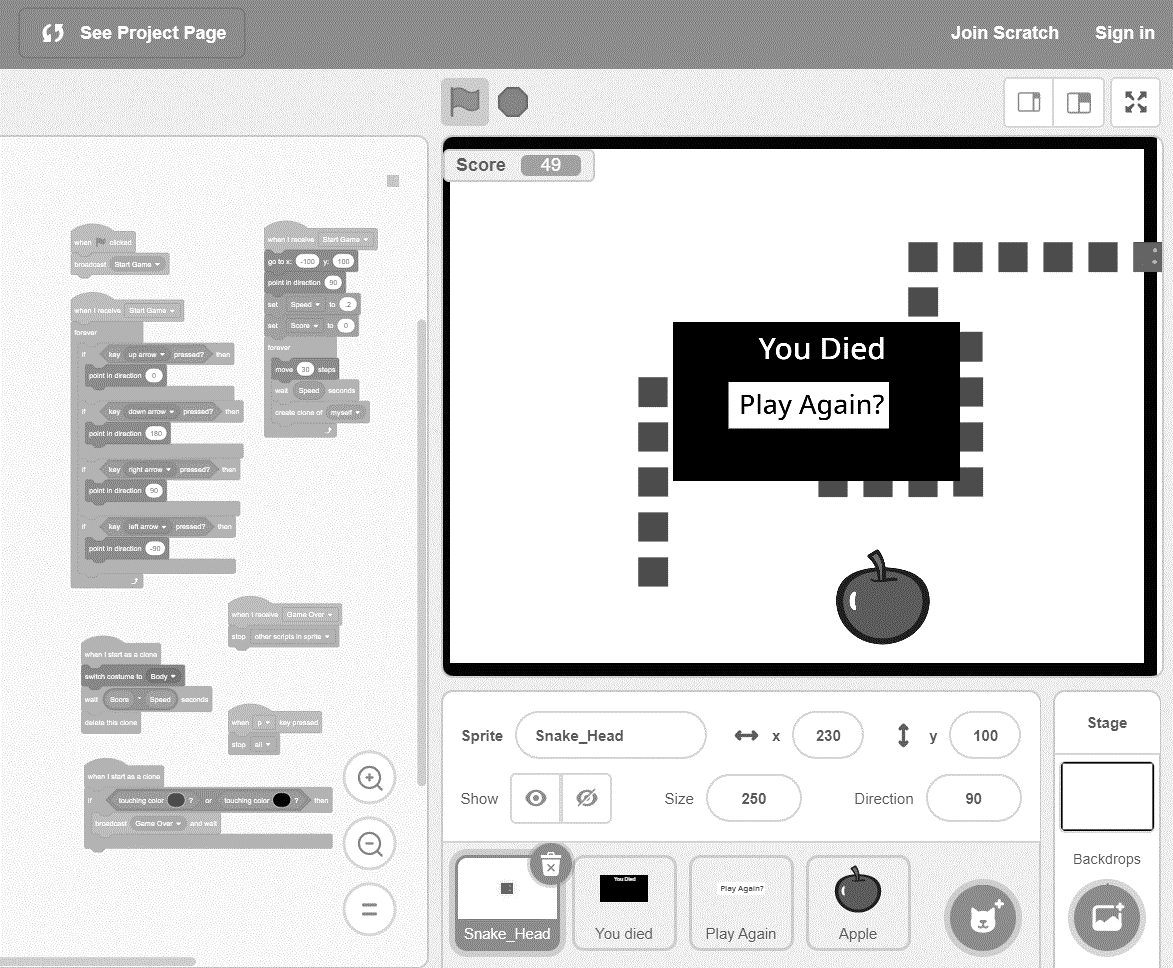 See Project Page
Join Scratch
Sign in
Score 49
when clicked
broadcast Start Game
when I receive Start Game
forever
if key up arrow pressed? then
point in direction 0
if key down arrow pressed? then
point in direction 180
if key right arrow pressed? then
point in direction 90
if key left arrow pressed? then
point in direction -90
when I receive Start Game
go to x: -100 y: 100
point in direction 90
set Speed to .2
set Score to 0
forever
move 30 steps
wait Speed seconds
create clone of myself
when I receive Game Over
stop other scripts in sprite
when I start as a clone
switch costume to Body
wait Score * Speed seconds
delete this clone
when p key pressed
stop all
when I start as a clone
if touching color ? or touching color ? then
broadcast Game Over and wait
You Died
Play Again?
Sprite Snake_Head x 230 y 100
Show Size 250 Direction 90
Stage
Backdrops
You Died
Play Again?
Snake_Head
You died
Play Again
Apple